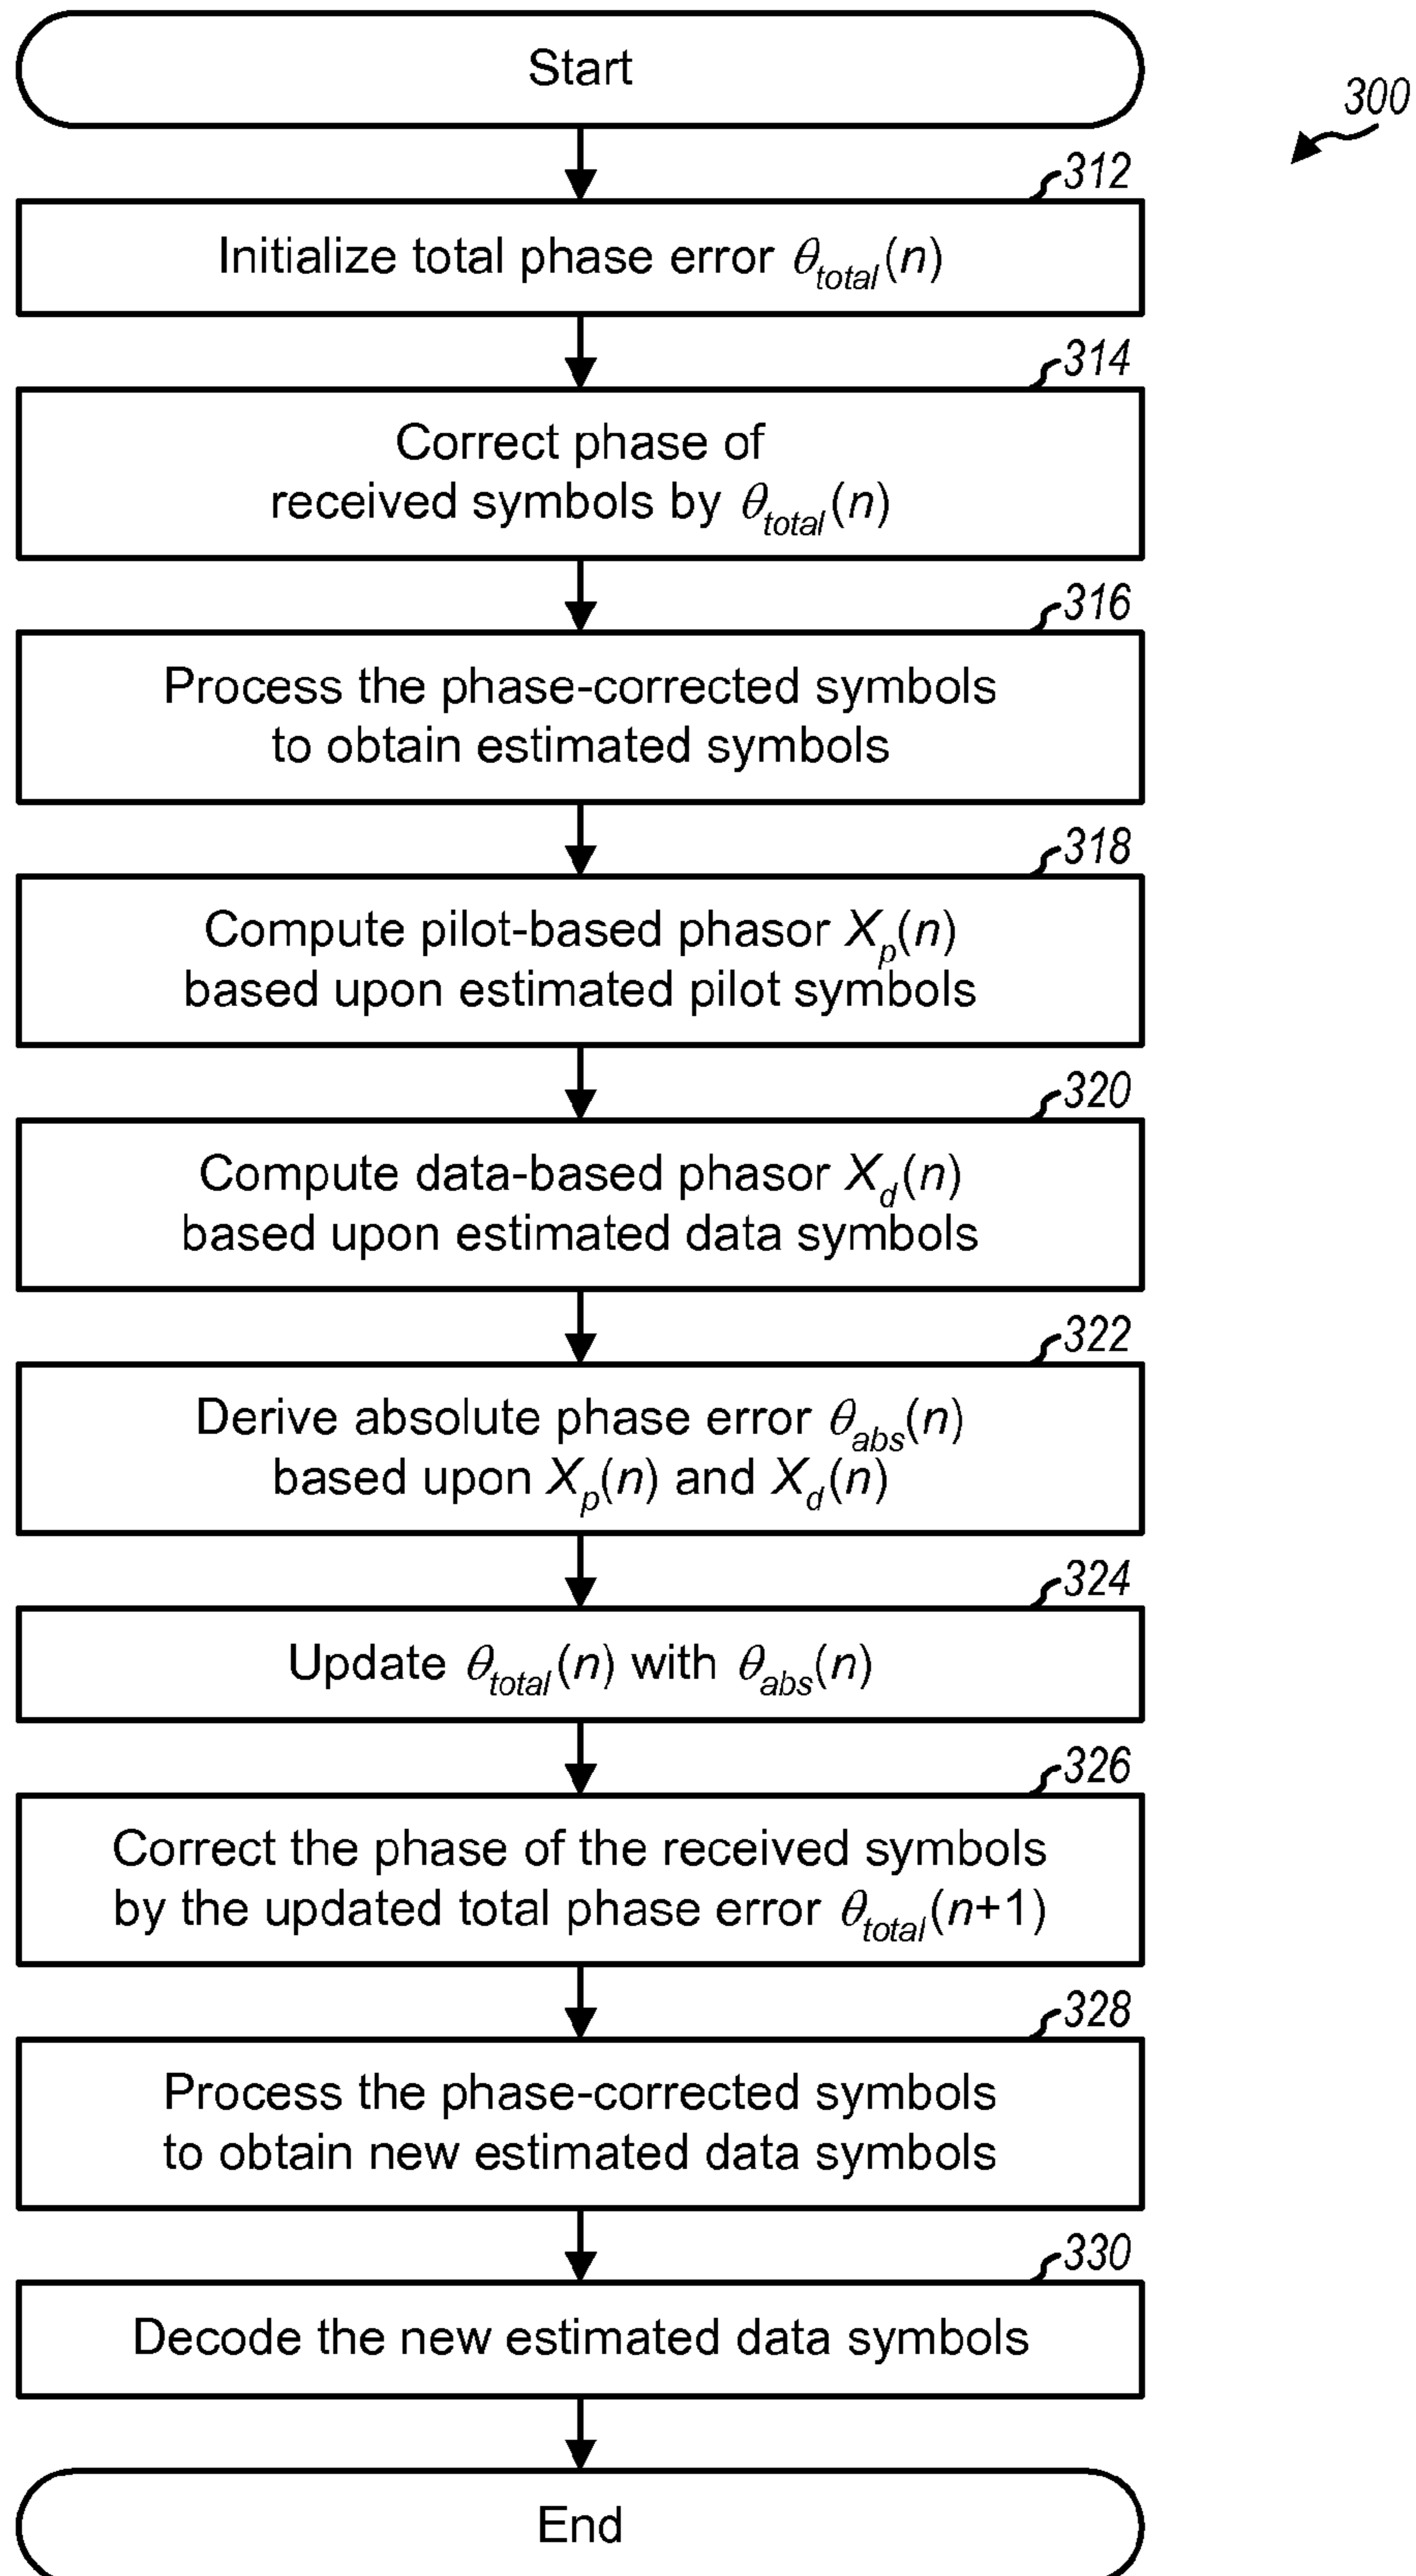 Start
300
312
Initialize total phase error θtotal(n)
314
Correct phase of
received symbols by θtotal(n)
316
Process the phase-corrected symbols
to obtain estimated symbols
318
Compute pilot-based phasor Xp(n)
based upon estimated pilot symbols
320
Compute data-based phasor Xd(n)
based upon estimated data symbols
322
Derive absolute phase error θabs(n)
based upon Xp(n) and Xd(n)
324
Update θtotal(n) with θabs(n)
326
Correct the phase of the received symbols
by the updated total phase error θtotal(n+1)
328
Process the phase-corrected symbols
to obtain new estimated data symbols
330
Decode the new estimated data symbols
End